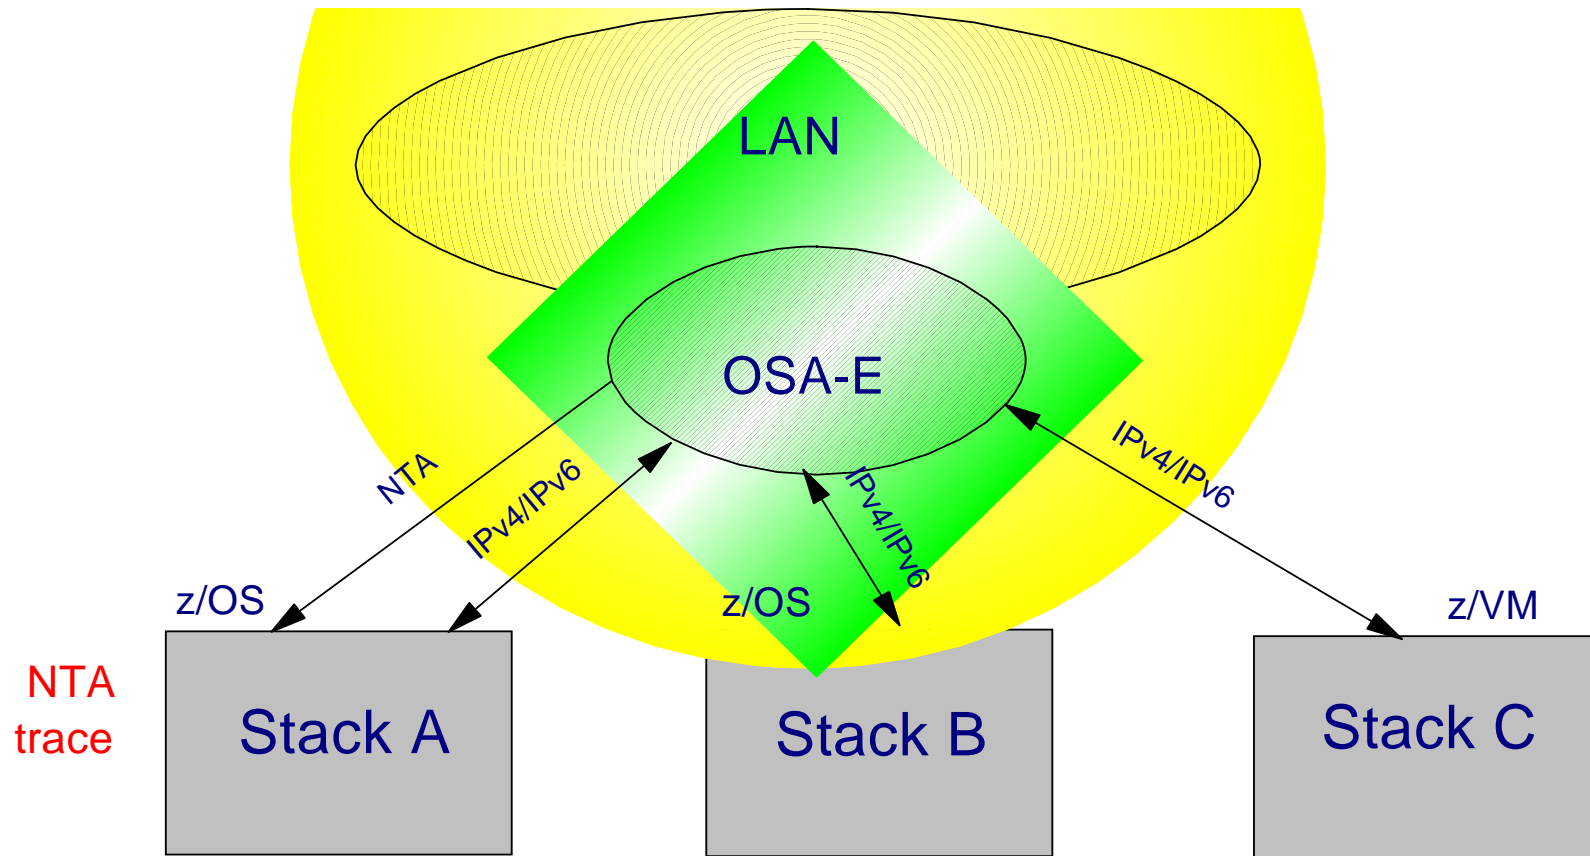 LAN
OSA-E
NTA
IPv4/IPv6
IPv4/IPv6
IPv4/IPv6
z/OS
z/OS
z/VM
NTA
trace
Stack A
Stack B
Stack C